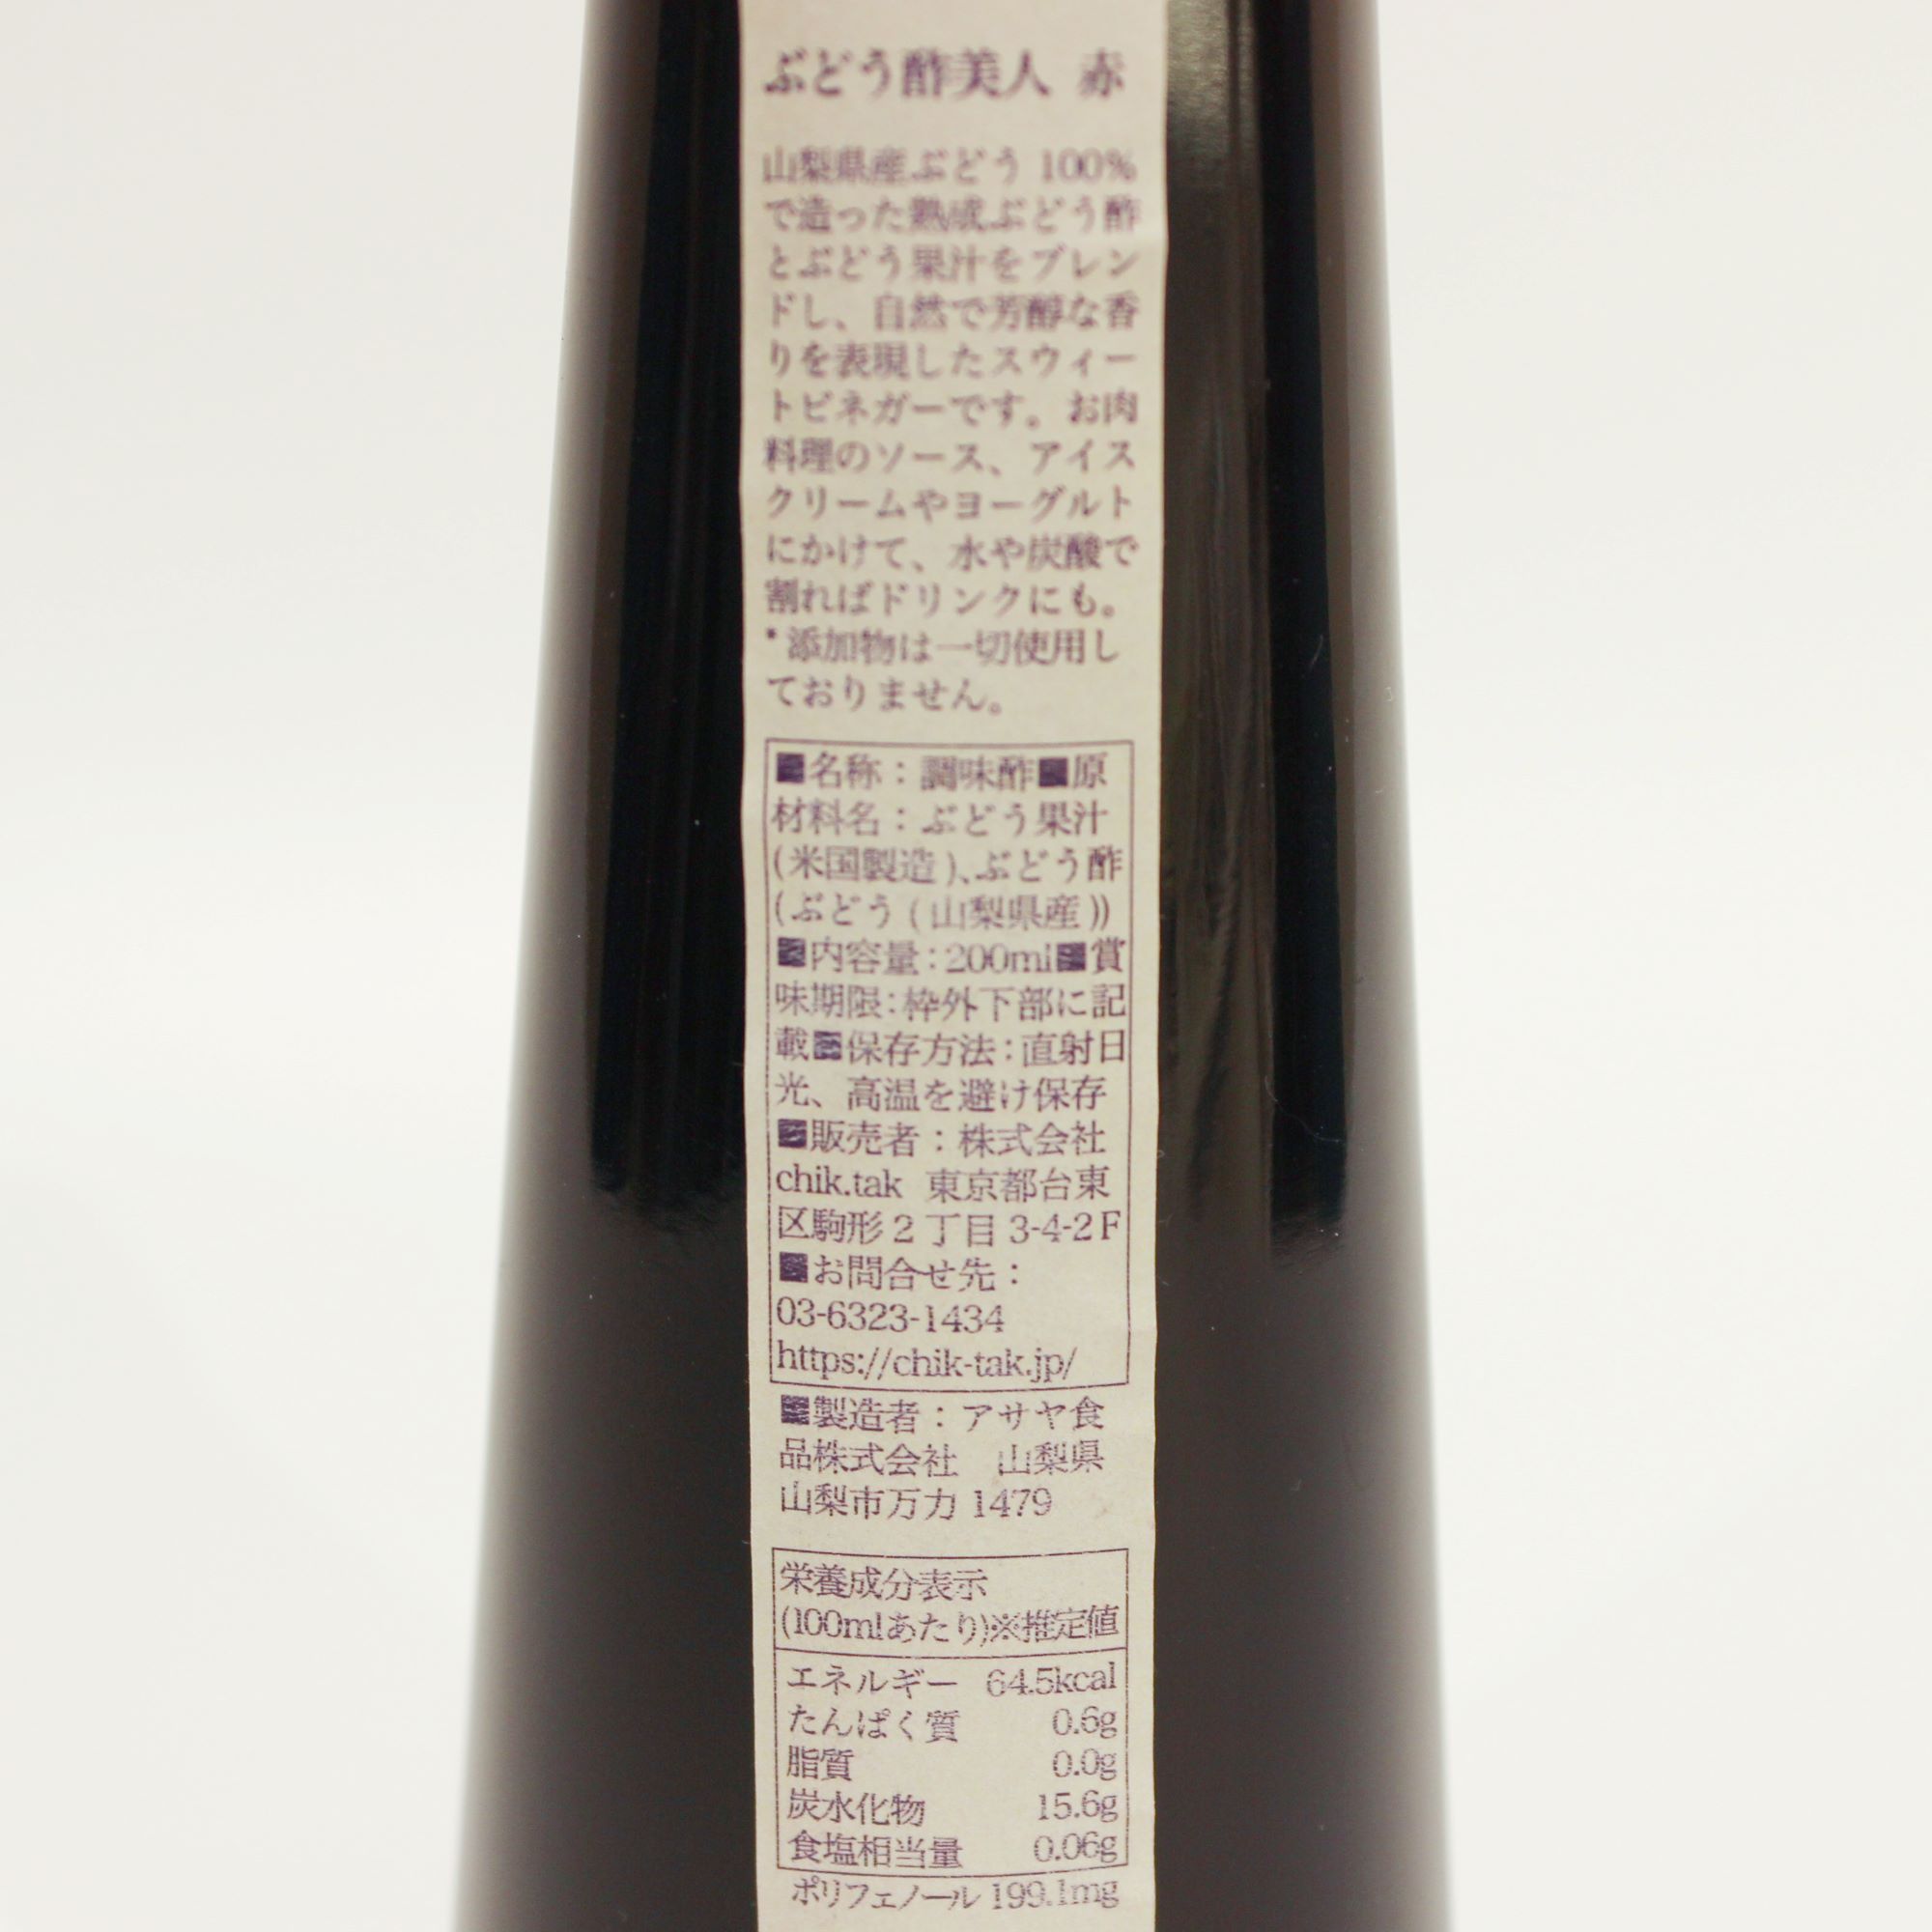 ぶどう酢美人 赤
山梨県産ぶどう 100%
で造った熟成ぶどう酢
とぶどう果汁をブレン
ドし、自然で芳醇な香
りを表現したスウィー
トビネガーです。お肉
料理のソース、アイス
クリームやヨーグルト
にかけて、水や炭酸で
割ればドリンクにも。
*添加物は一切使用し
ておりません。
■名称：調味酢■原
材料名：ぶどう果汁
(米国製造)、ぶどう酢
(ぶどう(山梨県産))
■内容量：200ml■賞
味期限：枠外下部に記
載■保存方法：直射日
光、高温を避け保存
■販売者：株式会社
chik.tak 東京都台東
区駒形2丁目3-4-2F
■お問合せ先：
03-6323-1434
https://chik-tak.jp/
■製造者：アサヤ食
品株式会社　山梨県
山梨市万力1479
栄養成分表示
(100mlあたり)※推定値
エネルギー 64.5kcal
たんぱく質 0.6g
脂質 0.0g
炭水化物 15.6g
食塩相当量 0.06g
ポリフェノール 199.1mg